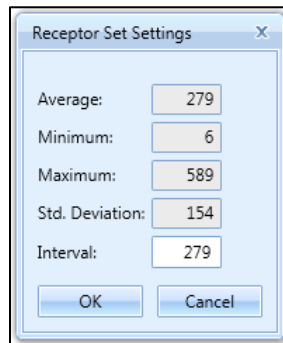 Receptor Set Settings x
Average: 279
Minimum: 6
Maximum: 589
Std. Deviation: 154
Interval: 279
OK Cancel